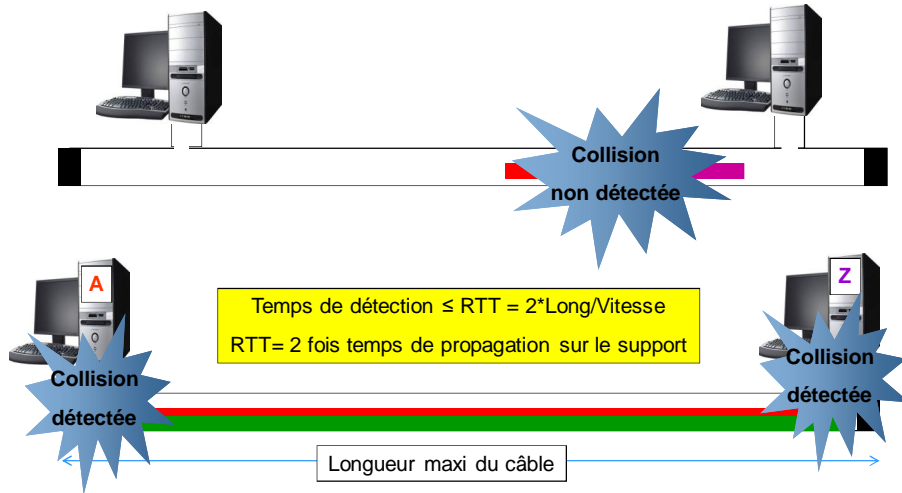 Collision
non détectée
A
Z
Temps de détection ≤ RTT = 2*Long/Vitesse
RTT= 2 fois temps de propagation sur le support
Collision
détectée
Collision
détectée
Longueur maxi du câble